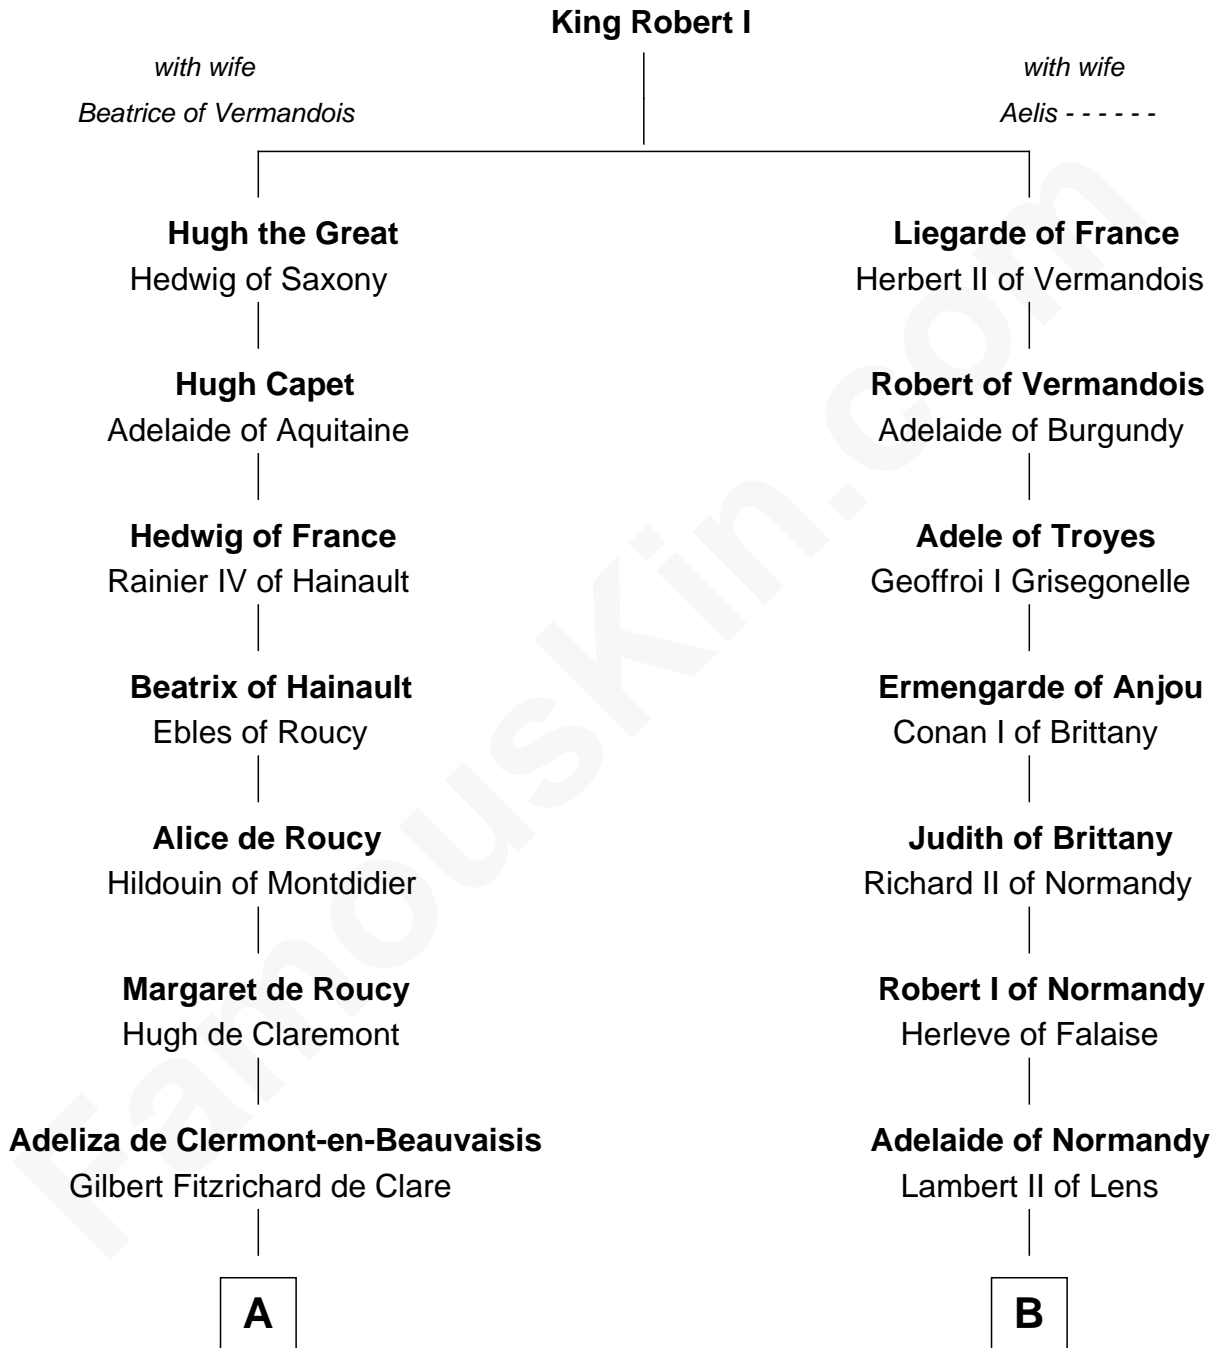 King Robert I
with wife
Beatrice of Vermandois
with wife
Aelis - - - - - -
Hugh the Great
Hedwig of Saxony
Liegarde of France
Herbert II of Vermandois
Hugh Capet
Adelaide of Aquitaine
Robert of Vermandois
Adelaide of Burgundy
Hedwig of France
Rainier IV of Hainault
Adele of Troyes
Geoffroi I Grisegonelle
Beatrix of Hainault
Ebles of Roucy
Ermengarde of Anjou
Conan I of Brittany
Alice de Roucy
Hildouin of Montdidier
Judith of Brittany
Richard II of Normandy
Margaret de Roucy
Hugh de Claremont
Robert I of Normandy
Herleve of Falaise
Adeliza de Clermont-en-Beauvaisis
Gilbert Fitzrichard de Clare
Adelaide of Normandy
Lambert II of Lens
A
B
FamousKin.com